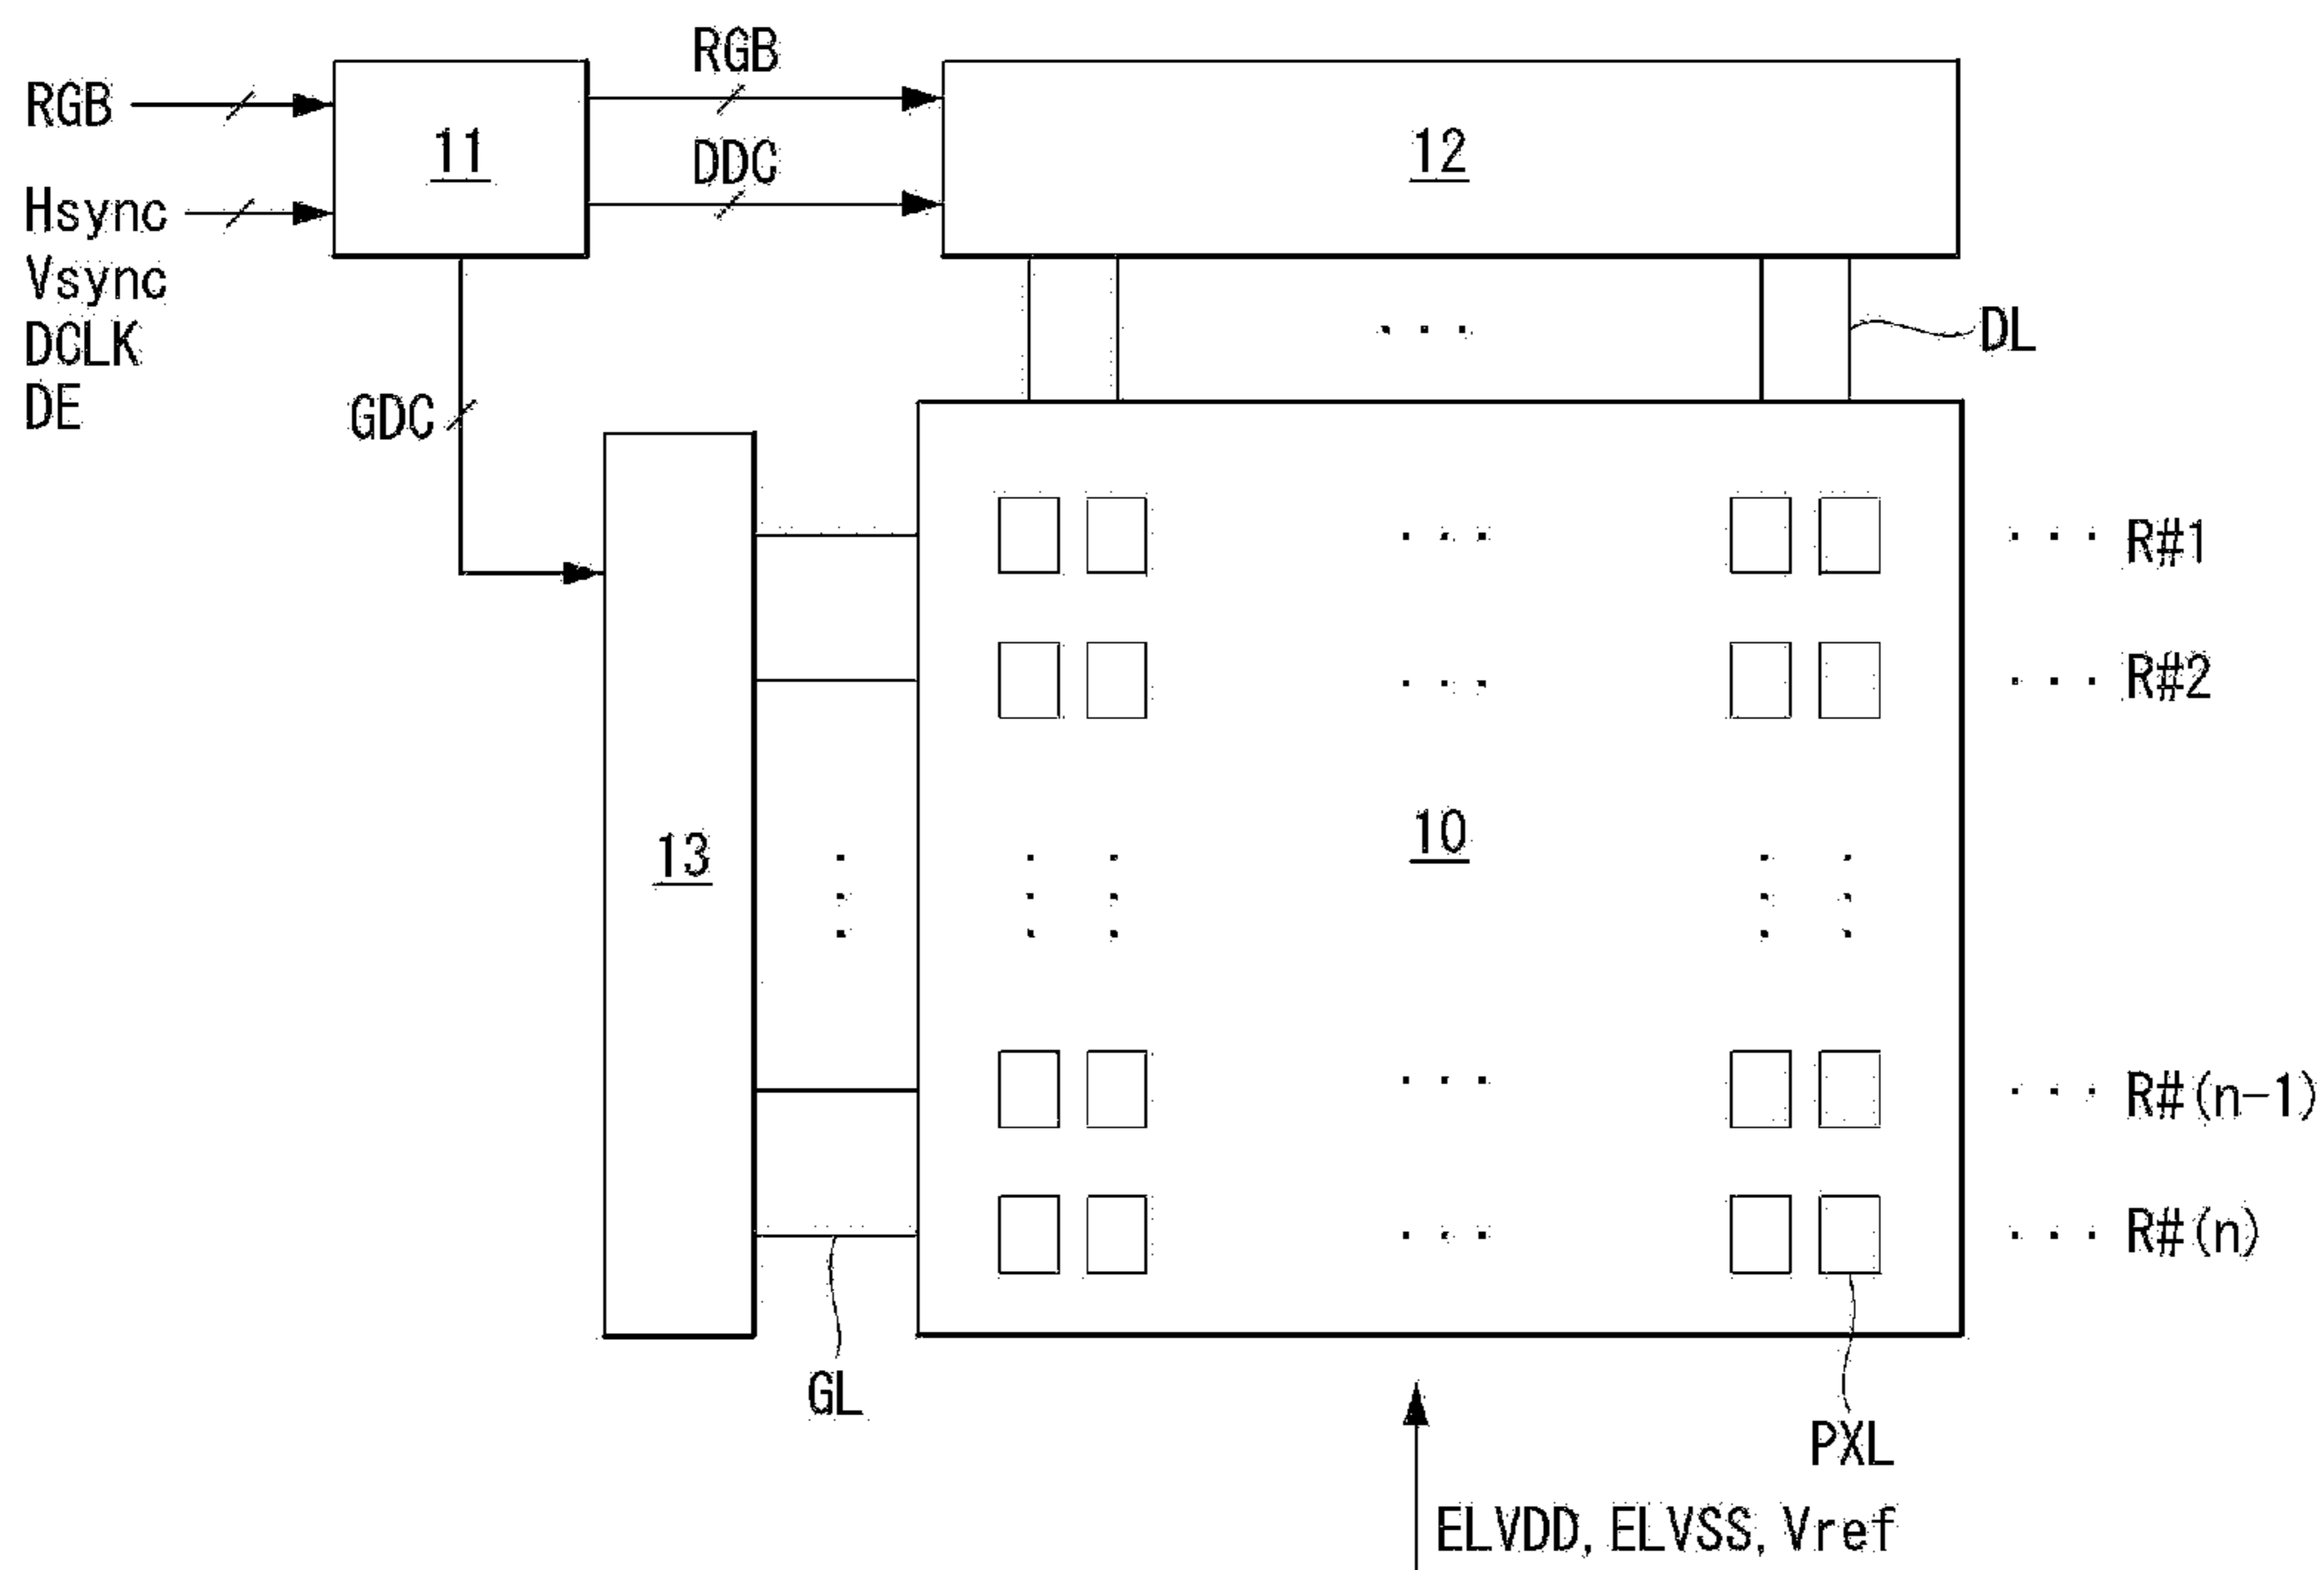 RGB
RGB
11
12
DDC
Hsync
Vsync
DCLK
DE
DL
GDC
R#1
R#2
10
13
R#(n-1)
R#(n)
GL
PXL
ELVDD, ELVSS, Vref